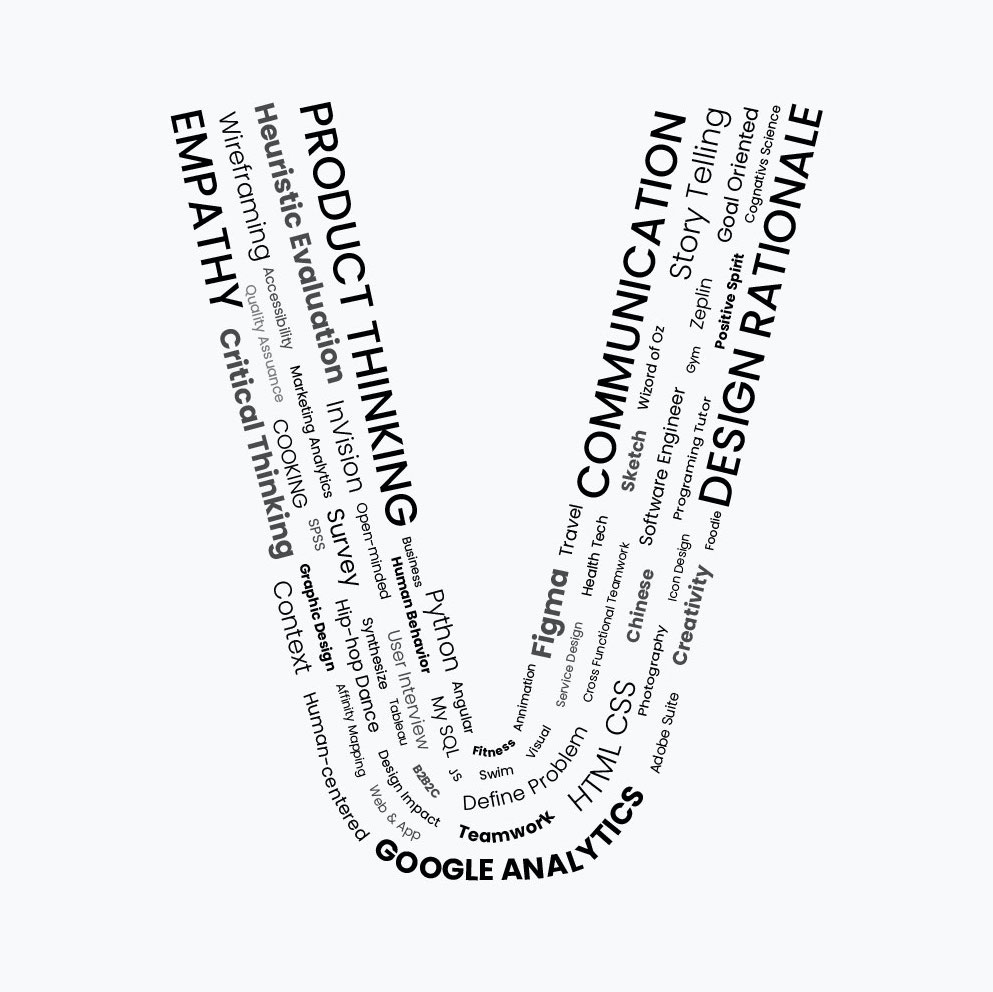 EMPATHY
Critical Thinking
Context
Human-centered
Wireframing
Quality Assuance
Accessibility
COOKING
SPSS
Graphic Design
Affinity Mapping
Web & App
Heuristic Evaluation
Marketing Analytics
InVision
Survey
Open-minded
Hip-hop Dance
Synthesize
Tableau
Design Impact
B2B2C
PRODUCT THINKING
Business
Human Behavior
User Interview
Python
My SQL
Angular
JS
Fitness
Swim
Define Problem
Teamwork
GOOGLE ANALYTICS
COMMUNICATION
Travel
Figma
Annimation
Visual
Story Telling
Wizord of Oz
Sketch
Health Tech
Service Design
Cross Functional Teamwork
HTML CSS
Goal Oriented
Cognativs Science
Zeplin
Positive Spirit
Gym
Software Engineer
Programing Tutor
Chinese
Icon Design
Photography
DESIGN RATIONALE
Foodie
Creativity
Adobe Suite